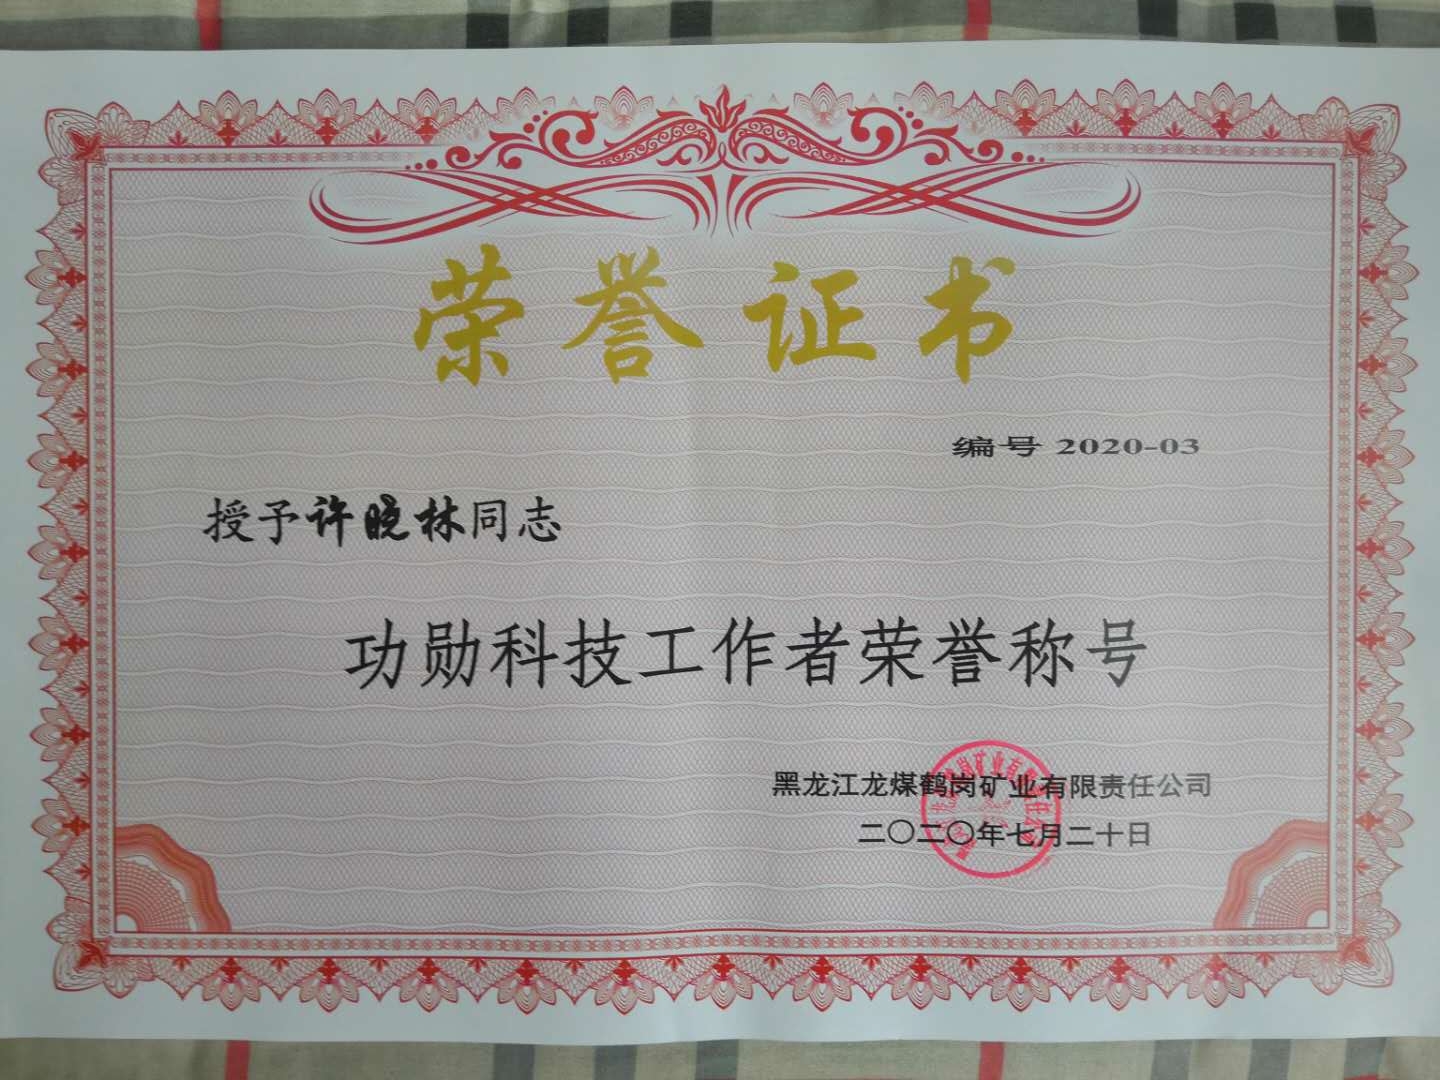 荣誉证书
编号 2020-03
授予许晓林同志
功勋科技工作者荣誉称号
黑龙江龙煤鹤岗矿业有限责任公司
二〇二〇年七月二十日